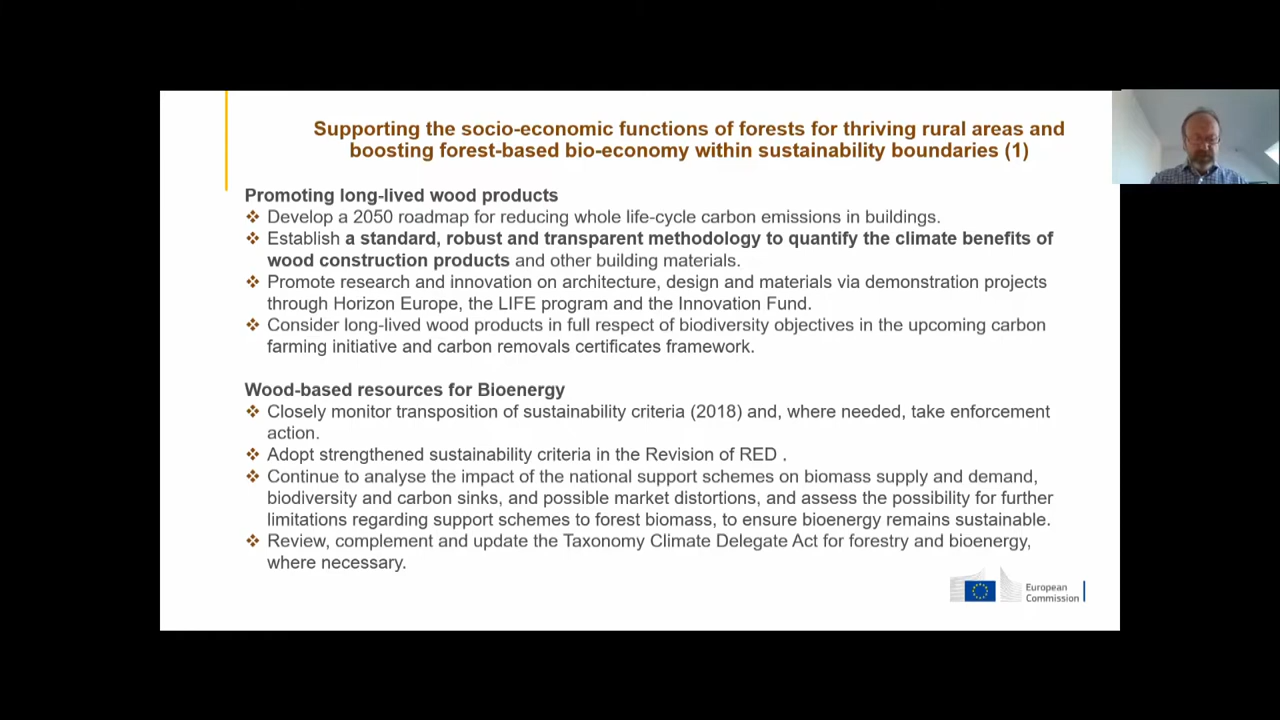 Supporting the socio-economic functions of forests for thriving rural areas and
boosting forest-based bio-economy within sustainability boundaries (1)
Promoting long-lived wood products
❖ Develop a 2050 roadmap for reducing whole life-cycle carbon emissions in buildings.
❖ Establish a standard, robust and transparent methodology to quantify the climate benefits of
wood construction products and other building materials.
❖ Promote research and innovation on architecture, design and materials via demonstration projects
through Horizon Europe, the LIFE program and the Innovation Fund.
❖ Consider long-lived wood products in full respect of biodiversity objectives in the upcoming carbon
farming initiative and carbon removals certificates framework.
Wood-based resources for Bioenergy
❖ Closely monitor transposition of sustainability criteria (2018) and, where needed, take enforcement
action.
❖ Adopt strengthened sustainability criteria in the Revision of RED .
❖ Continue to analyse the impact of the national support schemes on biomass supply and demand,
biodiversity and carbon sinks, and possible market distortions, and assess the possibility for further
limitations regarding support schemes to forest biomass, to ensure bioenergy remains sustainable.
❖ Review, complement and update the Taxonomy Climate Delegate Act for forestry and bioenergy,
where necessary.
European
Commission